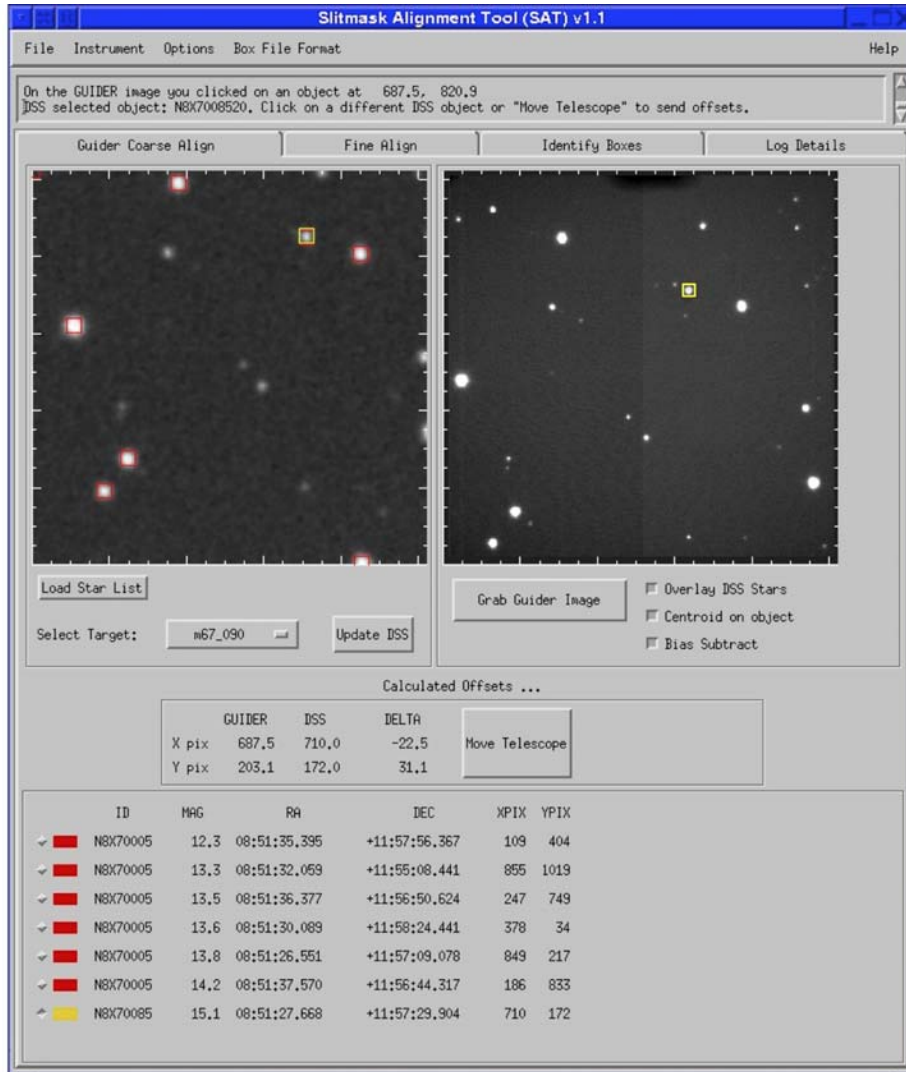 Slitmask Alignment Tool (SAT) v1.1
File Instrument Options Box File Format Help
On the GUIDER image you clicked on an object at 687.5, 820.9
DSS selected object: N8X7008520. Click on a different DSS object or "Move Telescope" to send offsets.
Guider Coarse Align Fine Align Identify Boxes Log Details
Load Star List
Select Target: m67_090 Update DSS
Grab Guider Image
Overlay DSS Stars
Centroid on object
Bias Subtract
Calculated Offsets ...
GUIDER DSS DELTA
X pix 687.5 710.0 -22.5
Y pix 203.1 172.0 31.1
Move Telescope
ID MAG RA DEC XPIX YPIX
N8X70005 12.3 08:51:35.395 +11:57:56.367 109 404
N8X70005 13.3 08:51:32.059 +11:55:08.441 855 1019
N8X70005 13.5 08:51:36.377 +11:56:50.624 247 749
N8X70005 13.6 08:51:30.089 +11:58:24.441 378 34
N8X70005 13.8 08:51:26.551 +11:57:09.078 849 217
N8X70005 14.2 08:51:37.570 +11:56:44.317 186 833
N8X70085 15.1 08:51:27.668 +11:57:29.904 710 172